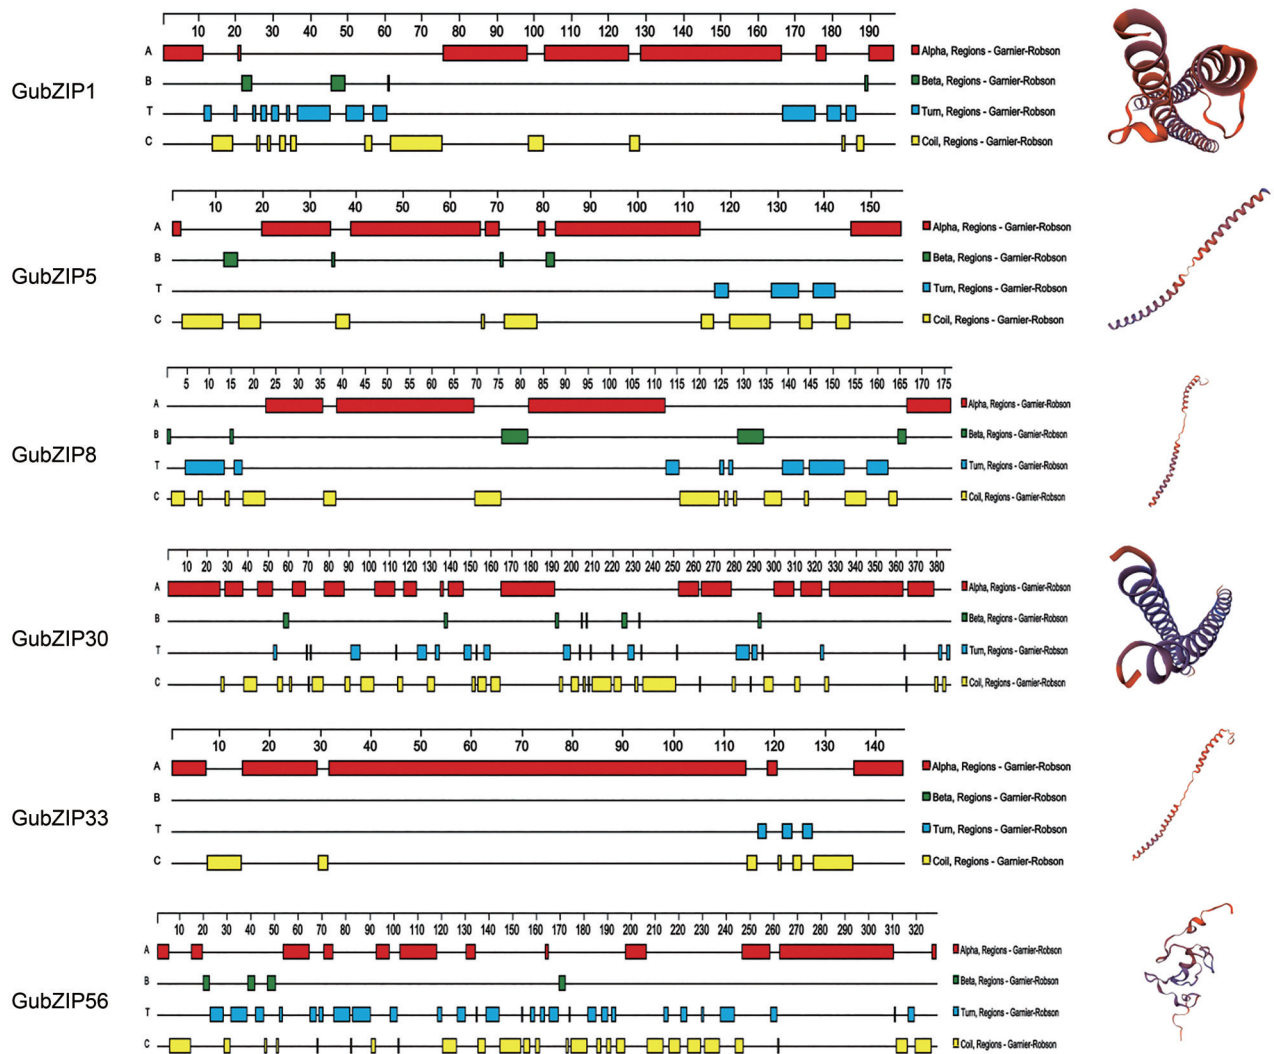 10 20 30 40 50 60 70 80 90 100 110 120 130 140 150 160 170 180 190
A Alpha, Regions - Garnier-Robson
B Beta, Regions - Garnier-Robson
GubZIP1
T Turn, Regions - Garnier-Robson
C Coil, Regions - Garnier-Robson
10 20 30 40 50 60 70 80 90 100 110 120 130 140 150
A Alpha, Regions - Garnier-Robson
B Beta, Regions - Garnier-Robson
GubZIP5
T Turn, Regions - Garnier-Robson
C Coil, Regions - Garnier-Robson
5 10 15 20 25 30 35 40 45 50 55 60 65 70 75 80 85 90 95 100 105 110 115 120 125 130 135 140 145 150 155 160 165 170 175
A Alpha, Regions - Garnier-Robson
B Beta, Regions - Garnier-Robson
GubZIP8
T Turn, Regions - Garnier-Robson
C Coil, Regions - Garnier-Robson
10 20 30 40 50 60 70 80 90 100 110 120 130 140 150 160 170 180 190 200 210 220 230 240 250 260 270 280 290 300 310 320 330 340 350 360 370 380
A Alpha, Regions - Garnier-Robson
B Beta, Regions - Garnier-Robson
GubZIP30
T Turn, Regions - Garnier-Robson
C Coil, Regions - Garnier-Robson
10 20 30 40 50 60 70 80 90 100 110 120 130 140
A Alpha, Regions - Garnier-Robson
B Beta, Regions - Garnier-Robson
GubZIP33
T Turn, Regions - Garnier-Robson
C Coil, Regions - Garnier-Robson
10 20 30 40 50 60 70 80 90 100 110 120 130 140 150 160 170 180 190 200 210 220 230 240 250 260 270 280 290 300 310 320
A Alpha, Regions - Garnier-Robson
B Beta, Regions - Garnier-Robson
GubZIP56
T Turn, Regions - Garnier-Robson
C Coil, Regions - Garnier-Robson